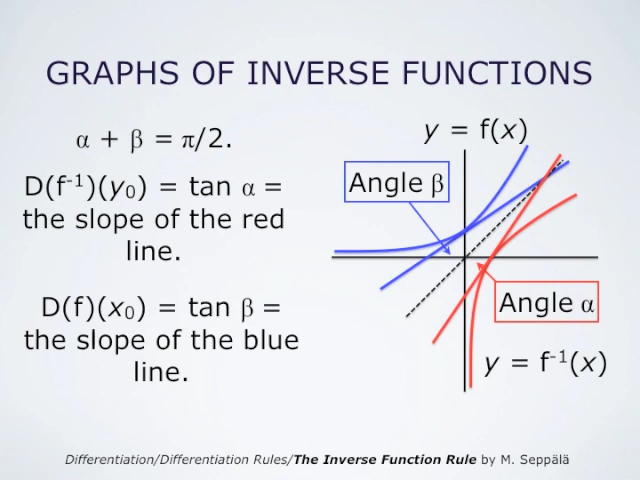 GRAPHS OF INVERSE FUNCTIONS
α + β = π/2.
D(f⁻¹)(y₀) = tan α =
the slope of the red
line.
D(f)(x₀) = tan β =
the slope of the blue
line.
y = f(x)
Angle β
Angle α
y = f⁻¹(x)
Differentiation/Differentiation Rules/The Inverse Function Rule by M. Seppälä